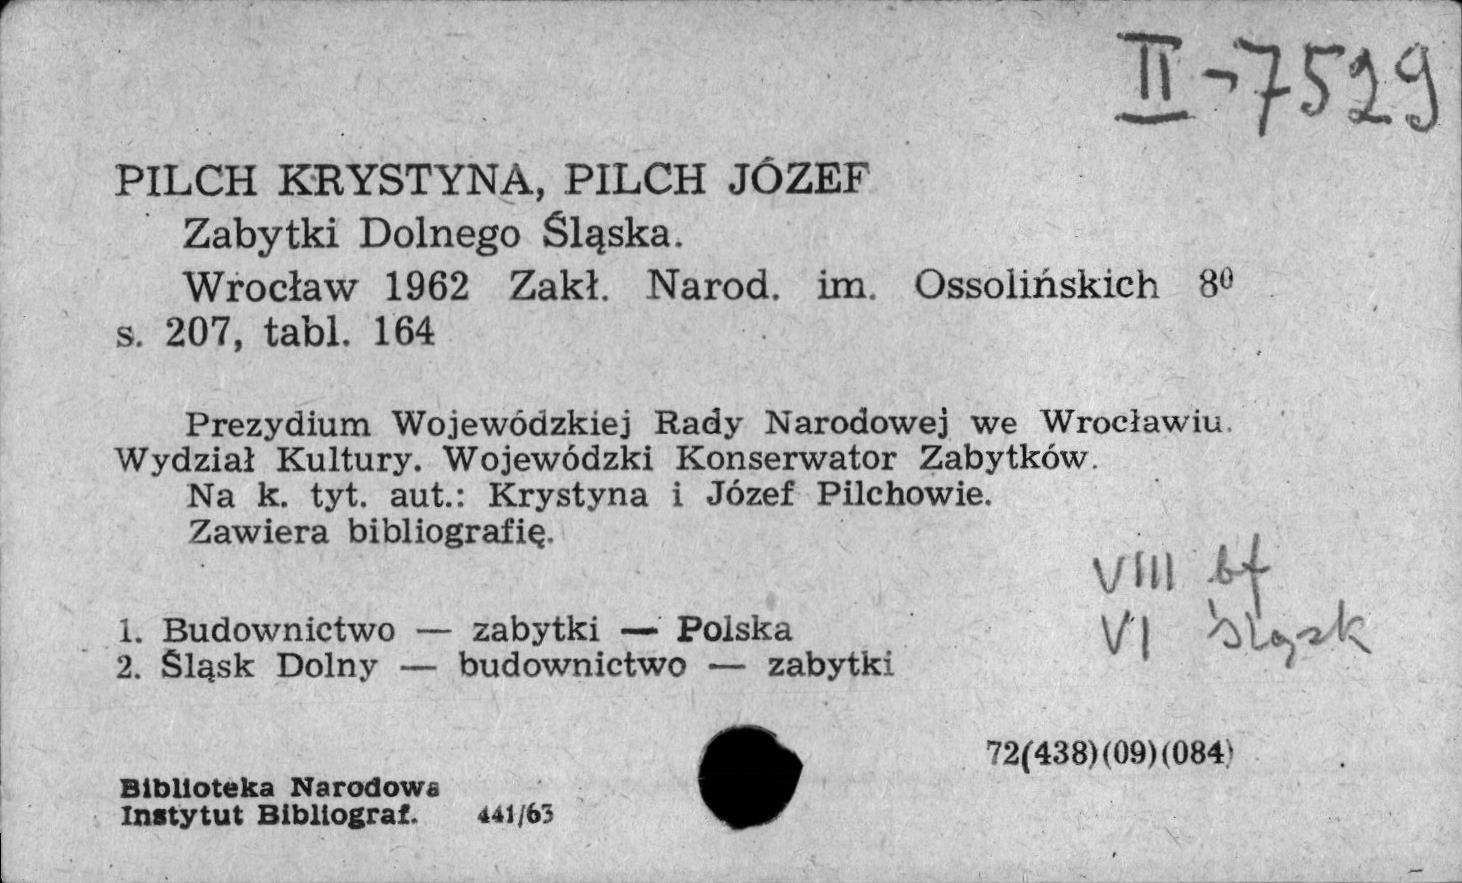 II-7529
PILCH KRYSTYNA, PILCH JÓZEF
Zabytki Dolnego Śląska.
Wrocław 1962 Zakł. Narod. im. Ossolińskich 8⁰
s. 207, tabl. 164
Prezydium Wojewódzkiej Rady Narodowej we Wrocławiu.
Wydział Kultury. Wojewódzki Konserwator Zabytków.
Na k. tyt. aut.: Krystyna i Józef Pilchowie.
Zawiera bibliografię.
VIII bf
1. Budownictwo — zabytki — Polska
VI Śląsk
2. Śląsk Dolny — budownictwo — zabytki
72(438)(09)(084)
Biblioteka Narodowa
Instytut Bibliograf. 441/63